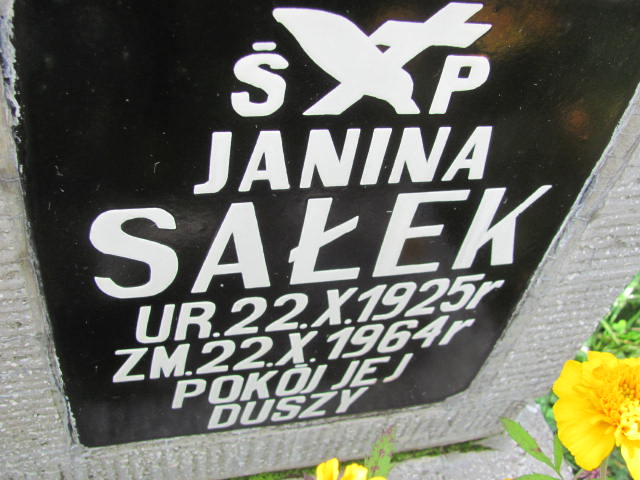 Ś P
JANINA
SAŁEK
UR.22.X.1925r
ZM.22.X.1964r
POKÓJ JEJ
DUSZY